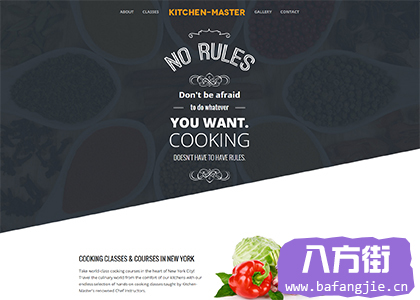 ABOUT CLASSES KITCHEN-MASTER GALLERY CONTACT
NO RULES
Don't be afraid
to do whatever
YOU WANT.
COOKING
DOESN'T HAVE TO HAVE RULES.
COOKING CLASSES & COURSES IN NEW YORK
Take world-class cooking courses in the heart of New York City!
Travel the culinary world from the comfort of our kitchens with our
endless selection of hands-on cooking classes taught by Kitchen
Master's renowned Chef Instructors.
八方街
www.bafangjie.cn